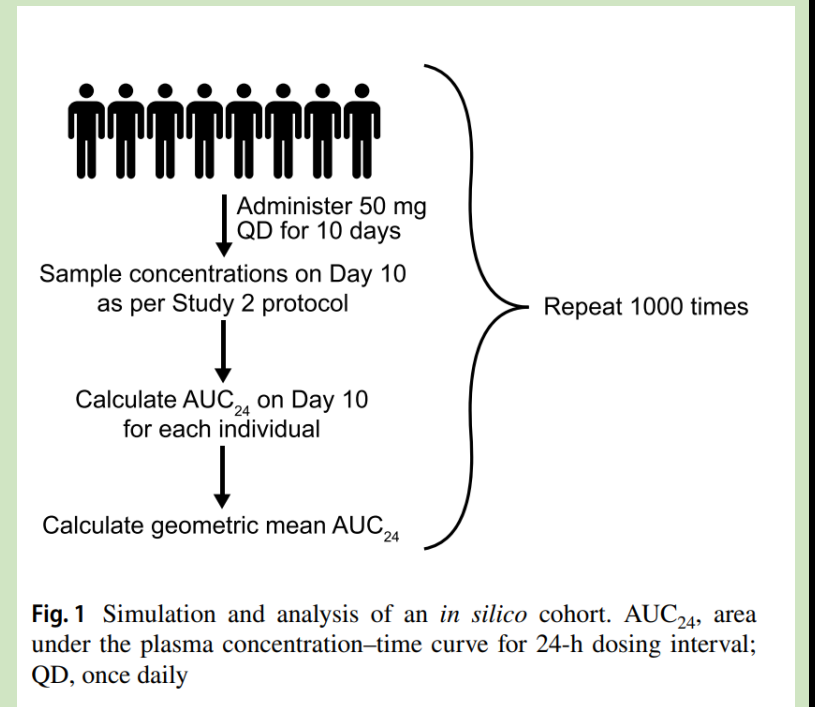 Administer 50 mg
QD for 10 days
Sample concentrations on Day 10
as per Study 2 protocol
Repeat 1000 times
Calculate AUC24 on Day 10
for each individual
Calculate geometric mean AUC24
Fig. 1 Simulation and analysis of an in silico cohort. AUC24, area
under the plasma concentration–time curve for 24-h dosing interval;
QD, once daily